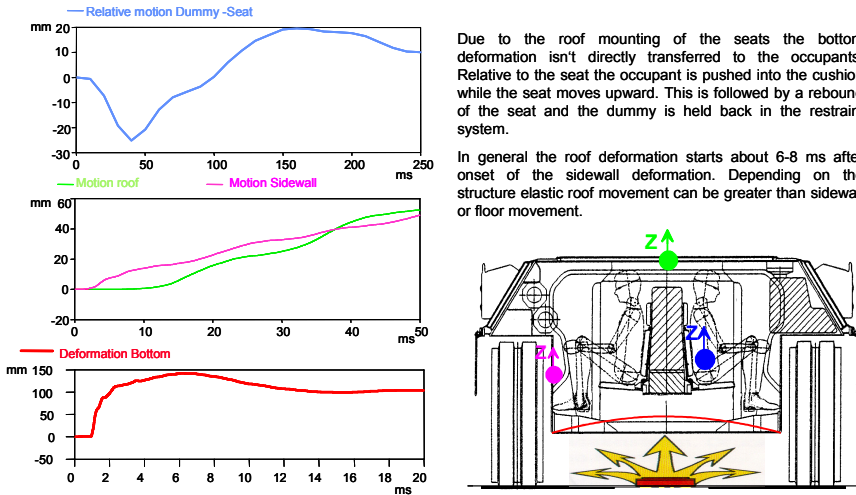 Relative motion Dummy -Seat
mm
20
10
0
-10
-20
-30
0
50
100
150
200
250
ms
Motion roof
Motion Sidewall
mm
60
40
20
0
-20
0
10
20
30
40
50
ms
Deformation Bottom
mm
150
100
50
0
-50
0
2
4
6
8
10
12
14
16
18
20
ms
Due to the roof mounting of the seats the bottom
deformation isn't directly transferred to the occupants
Relative to the seat the occupant is pushed into the cushio
while the seat moves upward. This is followed by a reboun
of the seat and the dummy is held back in the restrain
system.
In general the roof deformation starts about 6-8 ms afte
onset of the sidewall deformation. Depending on the
structure elastic roof movement can be greater than sidewa
or floor movement.
Z
Z
Z